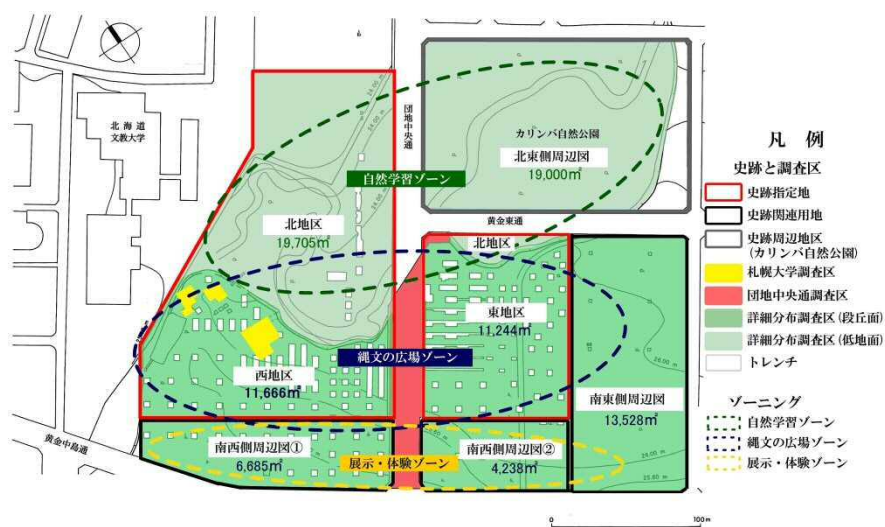 北海道
文教大学
団地中央通
26.00 m
カリンバ自然公園
北東側周辺図
19,000㎡
自然学習ゾーン
黄金東通
北地区
19,705㎡
北地区
東地区
11,244㎡
縄文の広場ゾーン
西地区
11,666㎡
南東側周辺図
13,528㎡
黄金中島通
南西側周辺図①
6,685㎡
展示・体験ゾーン
南西側周辺図②
4,238㎡
26.00 m
25.80 m
0 100 m
凡 例
史跡と調査区
史跡指定地
史跡関連用地
史跡周辺地区
(カリンバ自然公園)
札幌大学調査区
団地中央通調査区
詳細分布調査区(段丘面)
詳細分布調査区(低地面)
トレンチ
ゾーニング
自然学習ゾーン
縄文の広場ゾーン
展示・体験ゾーン